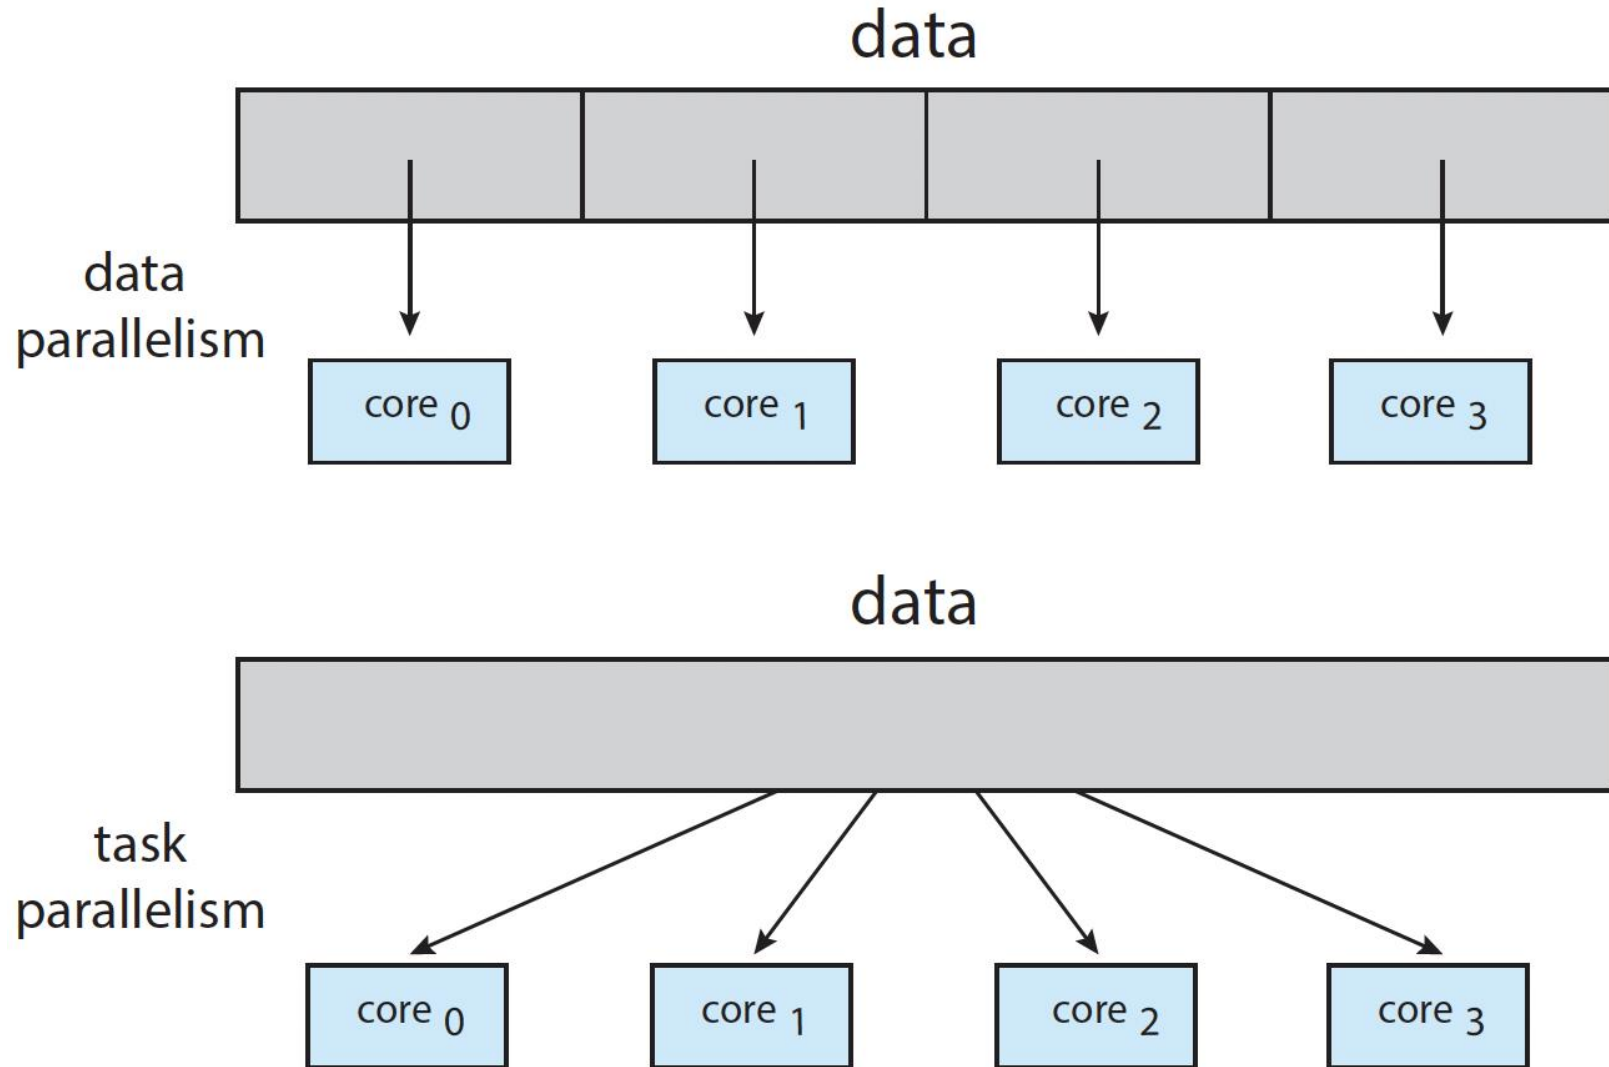 data
data
parallelism
core 0
core 1
core 2
core 3
data
task
parallelism
core 0
core 1
core 2
core 3